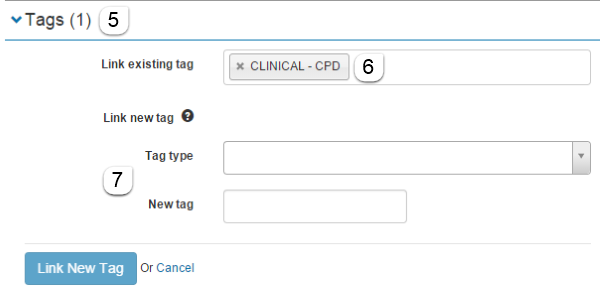 Tags (1) 5
Link existing tag × CLINICAL - CPD 6
Link new tag ?
Tag type
7
New tag
Link New Tag Or Cancel